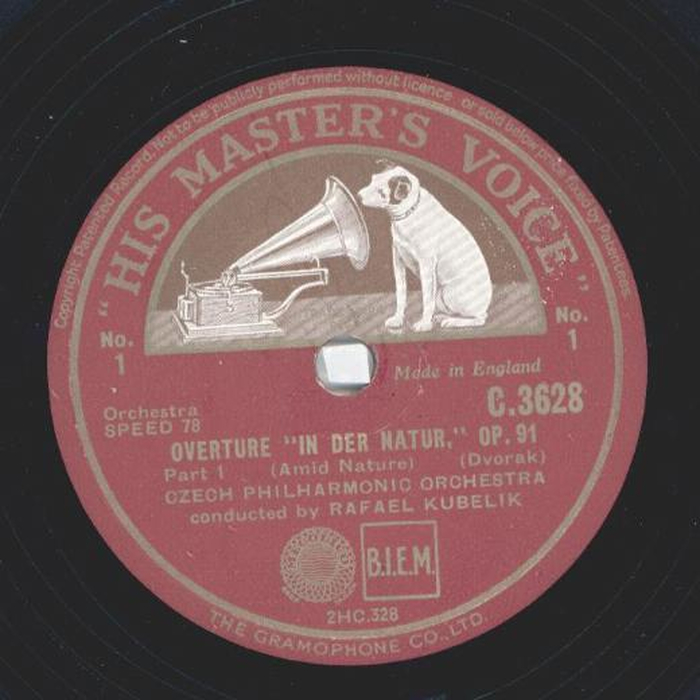 Copyright. Patented Record. Not to be publicly performed without licence or sold below price fixed by Patentees.
"HIS MASTER'S VOICE"
No. 1
No. 1
Made in England
C.3628
Orchestra
SPEED 78
OVERTURE "IN DER NATUR," OP. 91
Part 1 (Amid Nature) (Dvorak)
CZECH PHILHARMONIC ORCHESTRA
conducted by RAFAEL KUBELIK
B.I.E.M.
2HC.328
THE GRAMOPHONE CO., LTD.